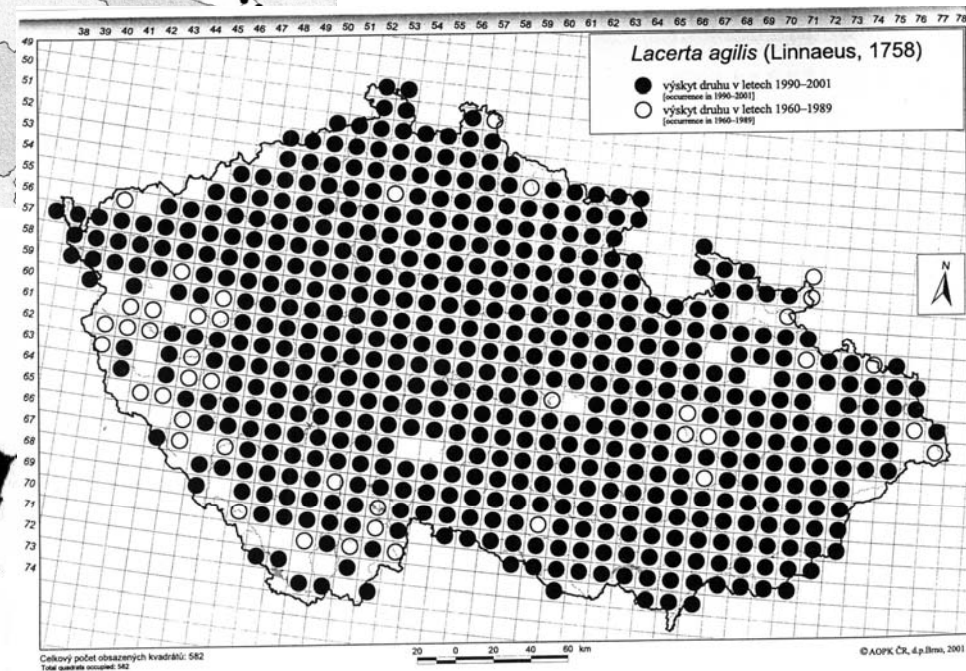 38 39 40 41 42 43 44 45 46 47 48 49 50 51 52 53 54 55 56 57 58 59 60 61 62 63 64 65 66 67 68 69 70 71 72 73 74 75 76 77 78
49
50
51
52
53
54
55
56
57
58
59
60
61
62
63
64
65
66
67
68
69
70
71
72
73
74
Lacerta agilis (Linnaeus, 1758)
výskyt druhu v letech 1990–2001
[occurrence in 1990–2001]
výskyt druhu v letech 1960–1989
[occurrence in 1960–1989]
N
Celkový počet obsazených kvadrátů: 582
Total quadrats occupied: 582
20 0 20 40 60 km
© AOPK ČR, d.p.Brno, 2001